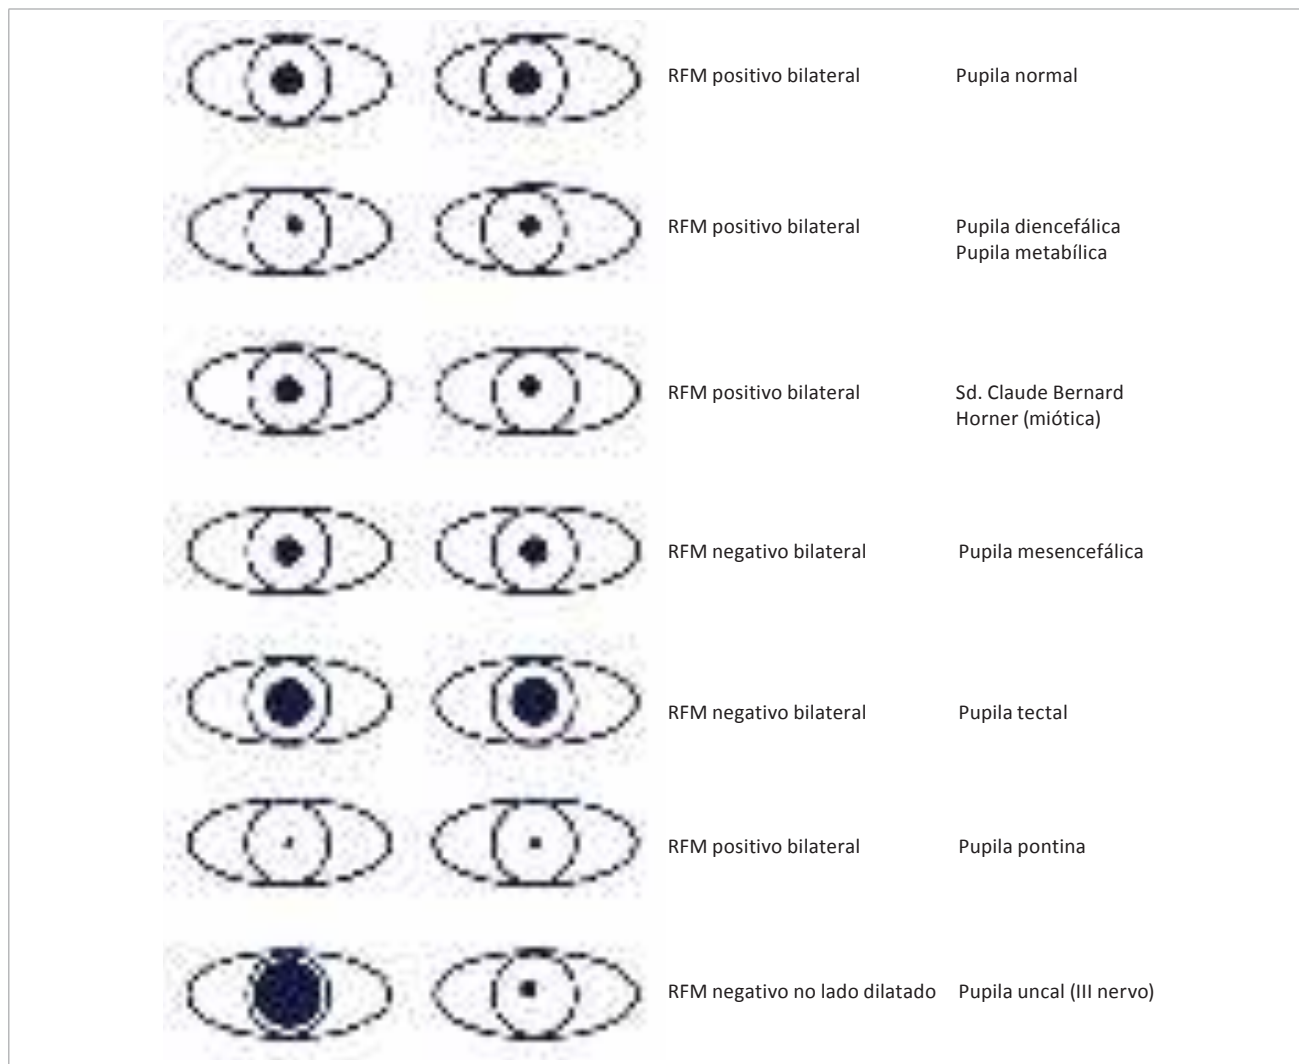 RFM positivo bilateral Pupila normal
RFM positivo bilateral Pupila diencefálica
Pupila metabílica
RFM positivo bilateral Sd. Claude Bernard
Horner (miótica)
RFM negativo bilateral Pupila mesencefálica
RFM negativo bilateral Pupila tectal
RFM positivo bilateral Pupila pontina
RFM negativo no lado dilatado Pupila uncal (III nervo)